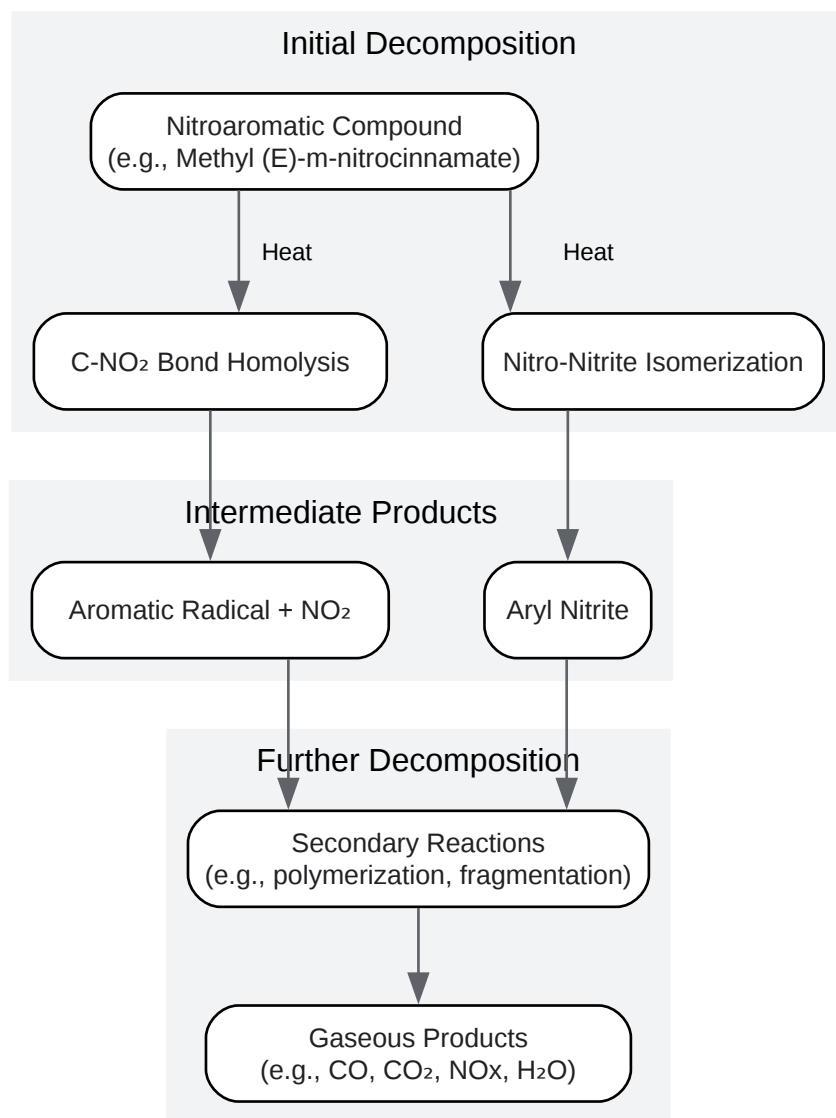 Initial Decomposition
Nitroaromatic Compound
(e.g., Methyl (E)-m-nitrocinnamate)
Heat
Heat
C-NO₂ Bond Homolysis
Nitro-Nitrite Isomerization
Intermediate Products
Aromatic Radical + NO₂
Aryl Nitrite
Further Decomposition
Secondary Reactions
(e.g., polymerization, fragmentation)
Gaseous Products
(e.g., CO, CO₂, NOx, H₂O)